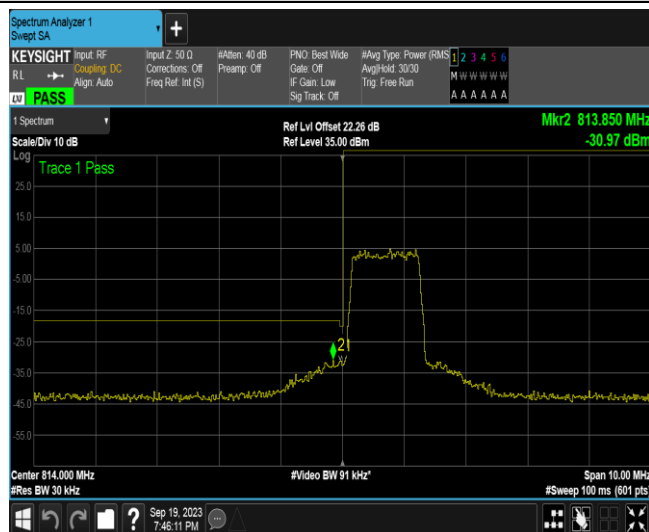 Spectrum Analyzer 1
Swept SA
+
KEYSIGHT
RL
LXI PASS
Input: RF
Coupling: DC
Align: Auto
Input Z: 50 Ω
Corrections: Off
Freq Ref: Int (S)
#Atten: 40 dB
Preamp: Off
PNO: Best Wide
Gate: Off
IF Gain: Low
Sig Track: Off
#Avg Type: Power (RMS
Avg|Hold: 30/30
Trig: Free Run
1 2 3 4 5 6
M W W W W W
A A A A A A
1 Spectrum
Scale/Div 10 dB
Ref Lvl Offset 22.26 dB
Ref Level 35.00 dBm
Mkr2 813.850 MHz
-30.97 dBm
Log
Trace 1 Pass
25.0
15.0
5.00
-5.00
-15.0
-25.0
-35.0
-45.0
-55.0
2
1
Center 814.000 MHz
#Res BW 30 kHz
#Video BW 91 kHz*
Span 10.00 MHz
#Sweep 100 ms (601 pts)
?
Sep 19, 2023
7:46:11 PM